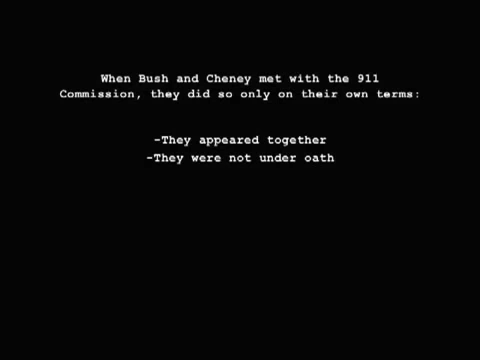 When Bush and Cheney met with the 911
Commission, they did so only on their own terms:
-They appeared together
-They were not under oath